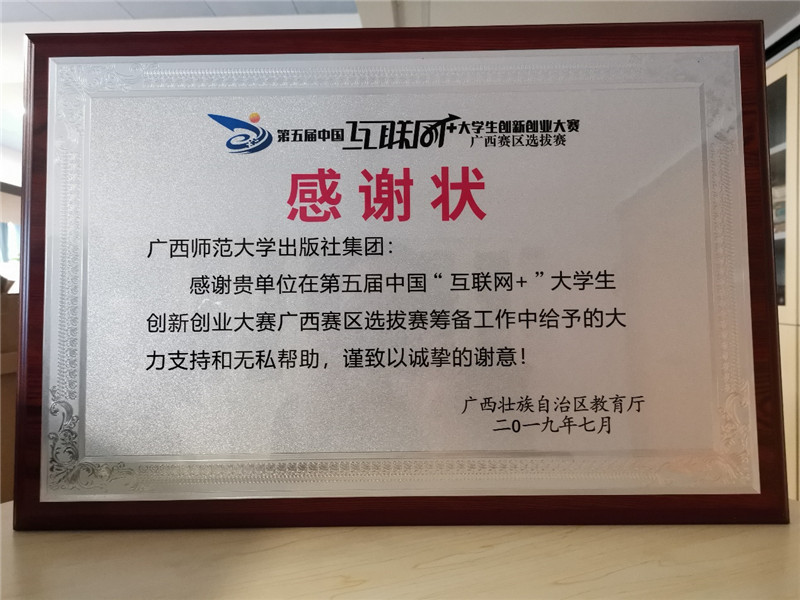 第五届中国互联网+大学生创新创业大赛
广西赛区选拔赛
感谢状
广西师范大学出版社集团：
感谢贵单位在第五届中国“互联网+”大学生
创新创业大赛广西赛区选拔赛筹备工作中给予的大
力支持和无私帮助，谨致以诚挚的谢意！
广西壮族自治区教育厅
二0一九年七月